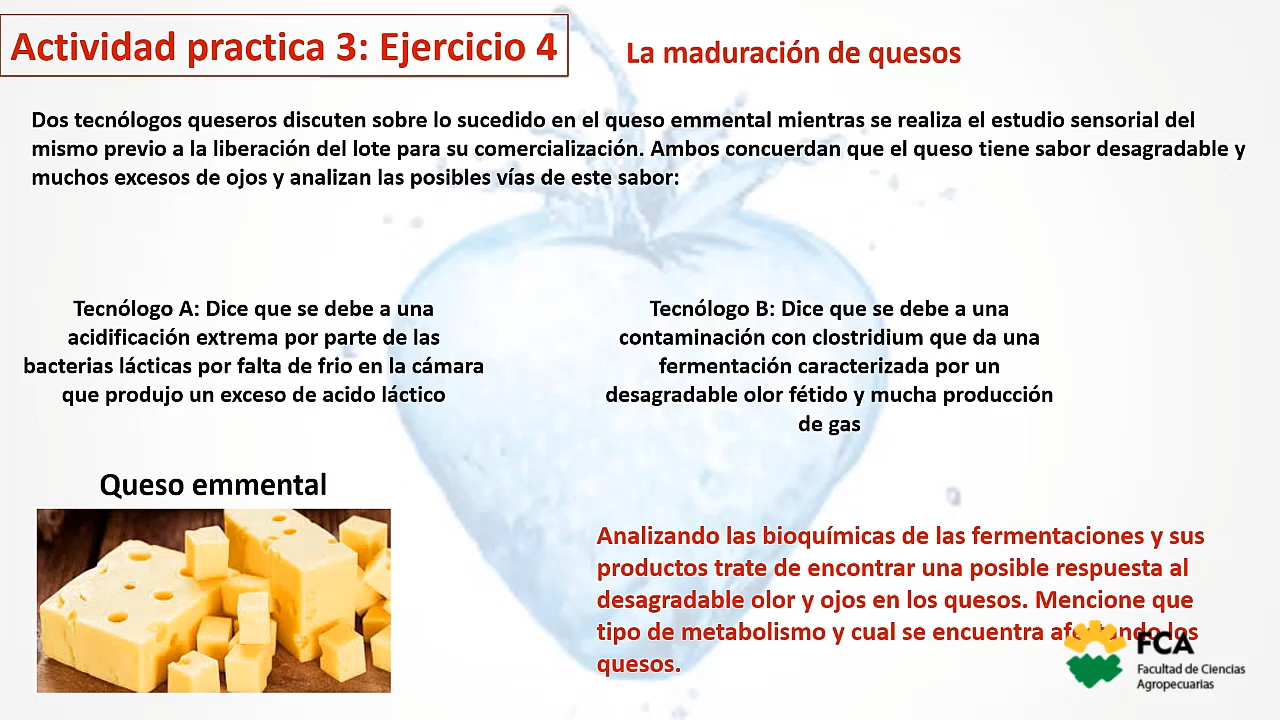 Actividad practica 3: Ejercicio 4
La maduración de quesos
Dos tecnólogos queseros discuten sobre lo sucedido en el queso emmental mientras se realiza el estudio sensorial del
mismo previo a la liberación del lote para su comercialización. Ambos concuerdan que el queso tiene sabor desagradable y
muchos excesos de ojos y analizan las posibles vías de este sabor:
Tecnólogo A: Dice que se debe a una
acidificación extrema por parte de las
bacterias lácticas por falta de frio en la cámara
que produjo un exceso de acido láctico
Tecnólogo B: Dice que se debe a una
contaminación con clostridium que da una
fermentación caracterizada por un
desagradable olor fétido y mucha producción
de gas
Queso emmental
Analizando las bioquímicas de las fermentaciones y sus
productos trate de encontrar una posible respuesta al
desagradable olor y ojos en los quesos. Mencione que
tipo de metabolismo y cual se encuentra afectando los
quesos.
FCA
Facultad de Ciencias
Agropecuarias